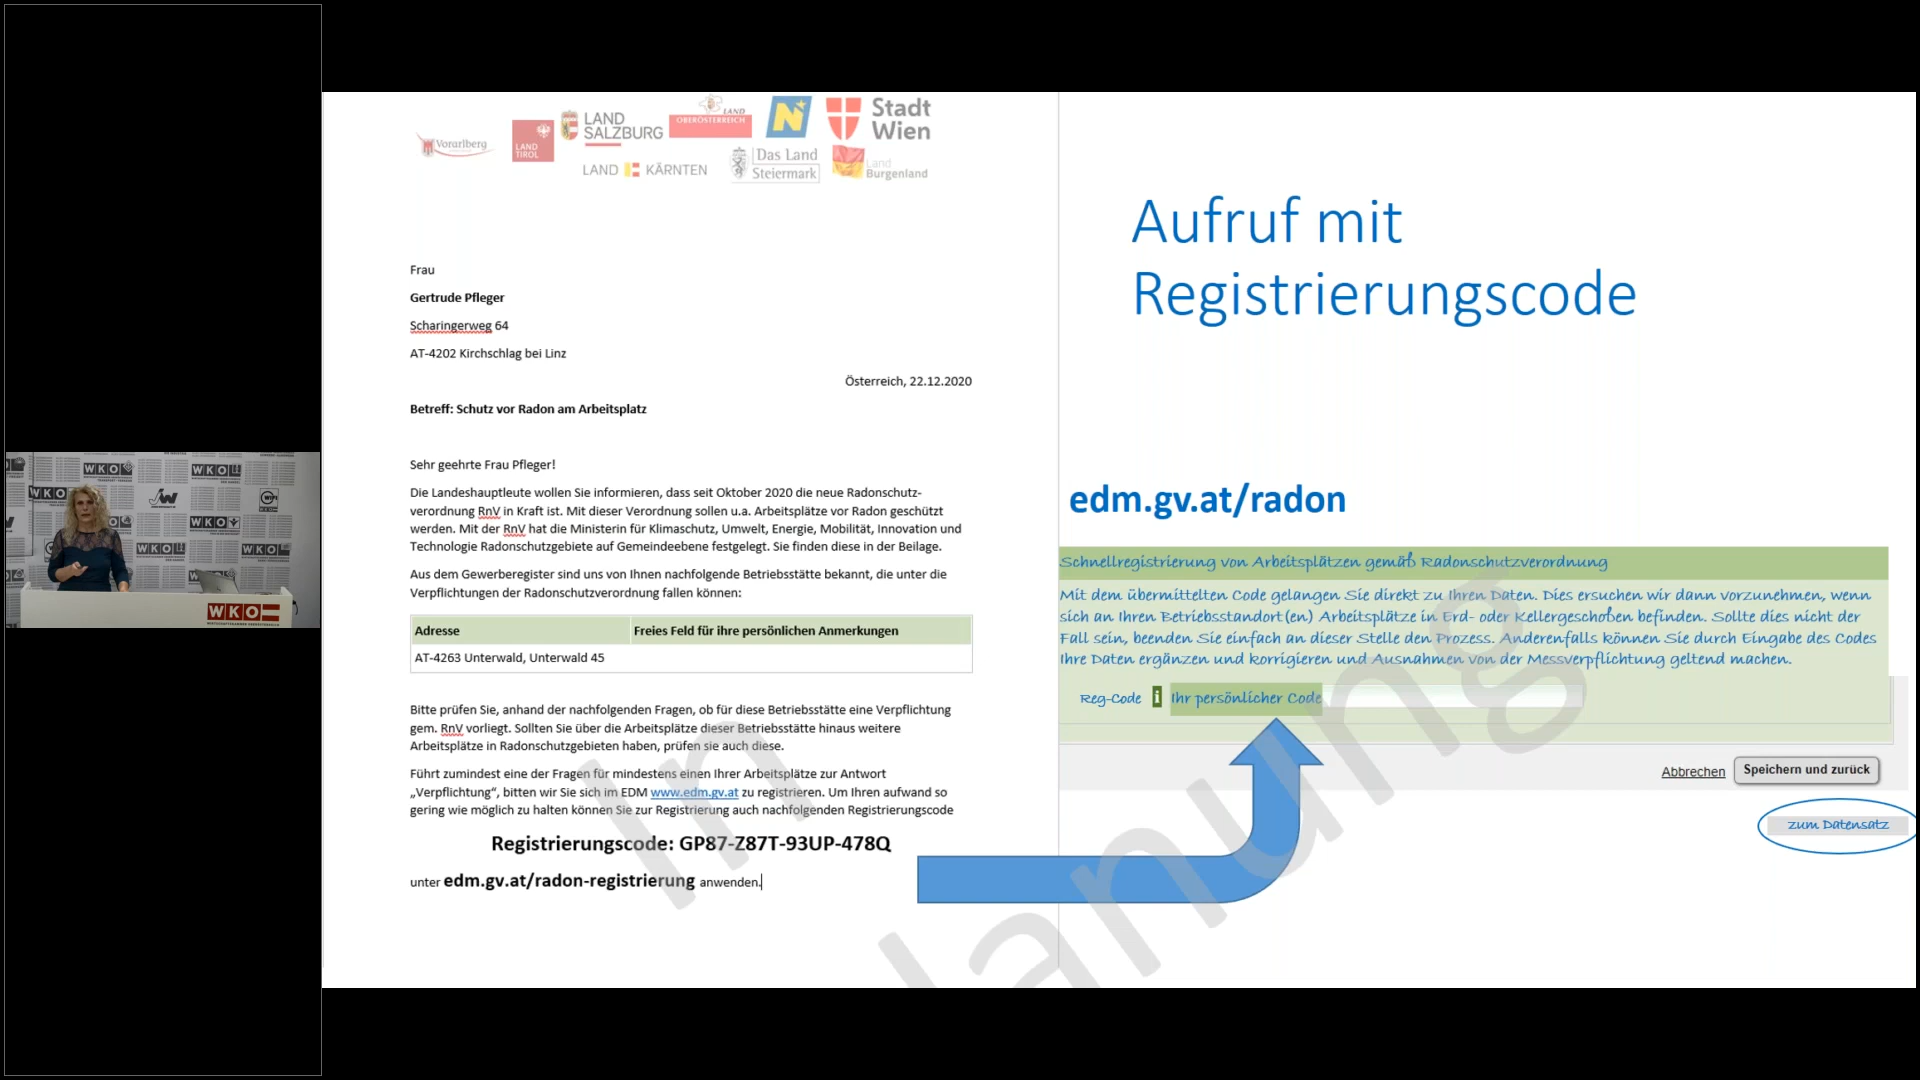 Vorarlberg
LAND
TIROL
LAND
SALZBURG
LAND
OBERÖSTERREICH
N
Stadt
Wien
LAND KÄRNTEN
Das Land
Steiermark
Land
Burgenland
Frau
Gertrude Pfleger
Scharingerweg 64
AT-4202 Kirchschlag bei Linz
Österreich, 22.12.2020
Betreff: Schutz vor Radon am Arbeitsplatz
Sehr geehrte Frau Pfleger!
Die Landeshauptleute wollen Sie informieren, dass seit Oktober 2020 die neue Radonschutz-
verordnung RnV in Kraft ist. Mit dieser Verordnung sollen u.a. Arbeitsplätze vor Radon geschützt
werden. Mit der RnV hat die Ministerin für Klimaschutz, Umwelt, Energie, Mobilität, Innovation und
Technologie Radonschutzgebiete auf Gemeindeebene festgelegt. Sie finden diese in der Beilage.
Aus dem Gewerberegister sind uns von Ihnen nachfolgende Betriebsstätte bekannt, die unter die
Verpflichtungen der Radonschutzverordnung fallen können:
Adresse Freies Feld für ihre persönlichen Anmerkungen
AT-4263 Unterwald, Unterwald 45
Bitte prüfen Sie, anhand der nachfolgenden Fragen, ob für diese Betriebsstätte eine Verpflichtung
gem. RnV vorliegt. Sollten Sie über die Arbeitsplätze dieser Betriebsstätte hinaus weitere
Arbeitsplätze in Radonschutzgebieten haben, prüfen sie auch diese.
Führt zumindest eine der Fragen für mindestens einen Ihrer Arbeitsplätze zur Antwort
„Verpflichtung“, bitten wir Sie sich im EDM www.edm.gv.at zu registrieren. Um Ihren aufwand so
gering wie möglich zu halten können Sie zur Registrierung auch nachfolgenden Registrierungscode
Registrierungscode: GP87-Z87T-93UP-478Q
unter edm.gv.at/radon-registrierung anwenden.
Aufruf mit
Registrierungscode
edm.gv.at/radon
Schnellregistrierung von Arbeitsplätzen gemäß Radonschutzverordnung
Mit dem übermittelten Code gelangen Sie direkt zu Ihren Daten. Dies ersuchen wir dann vorzunehmen, wenn
sich an Ihren Betriebsstandort(en) Arbeitsplätze in Erd- oder Kellergeschoßen befinden. Sollte dies nicht der
Fall sein, beenden Sie einfach an dieser Stelle den Prozess. Anderenfalls können Sie durch Eingabe des Codes
Ihre Daten ergänzen und korrigieren und Ausnahmen von der Messverpflichtung geltend machen.
Reg-Code i Ihr persönlicher Code
Abbrechen Speichern und zurück
zum Datensatz
In
lanung
WKO
WKO
WKO
WKO
WKO
WKO
WKO